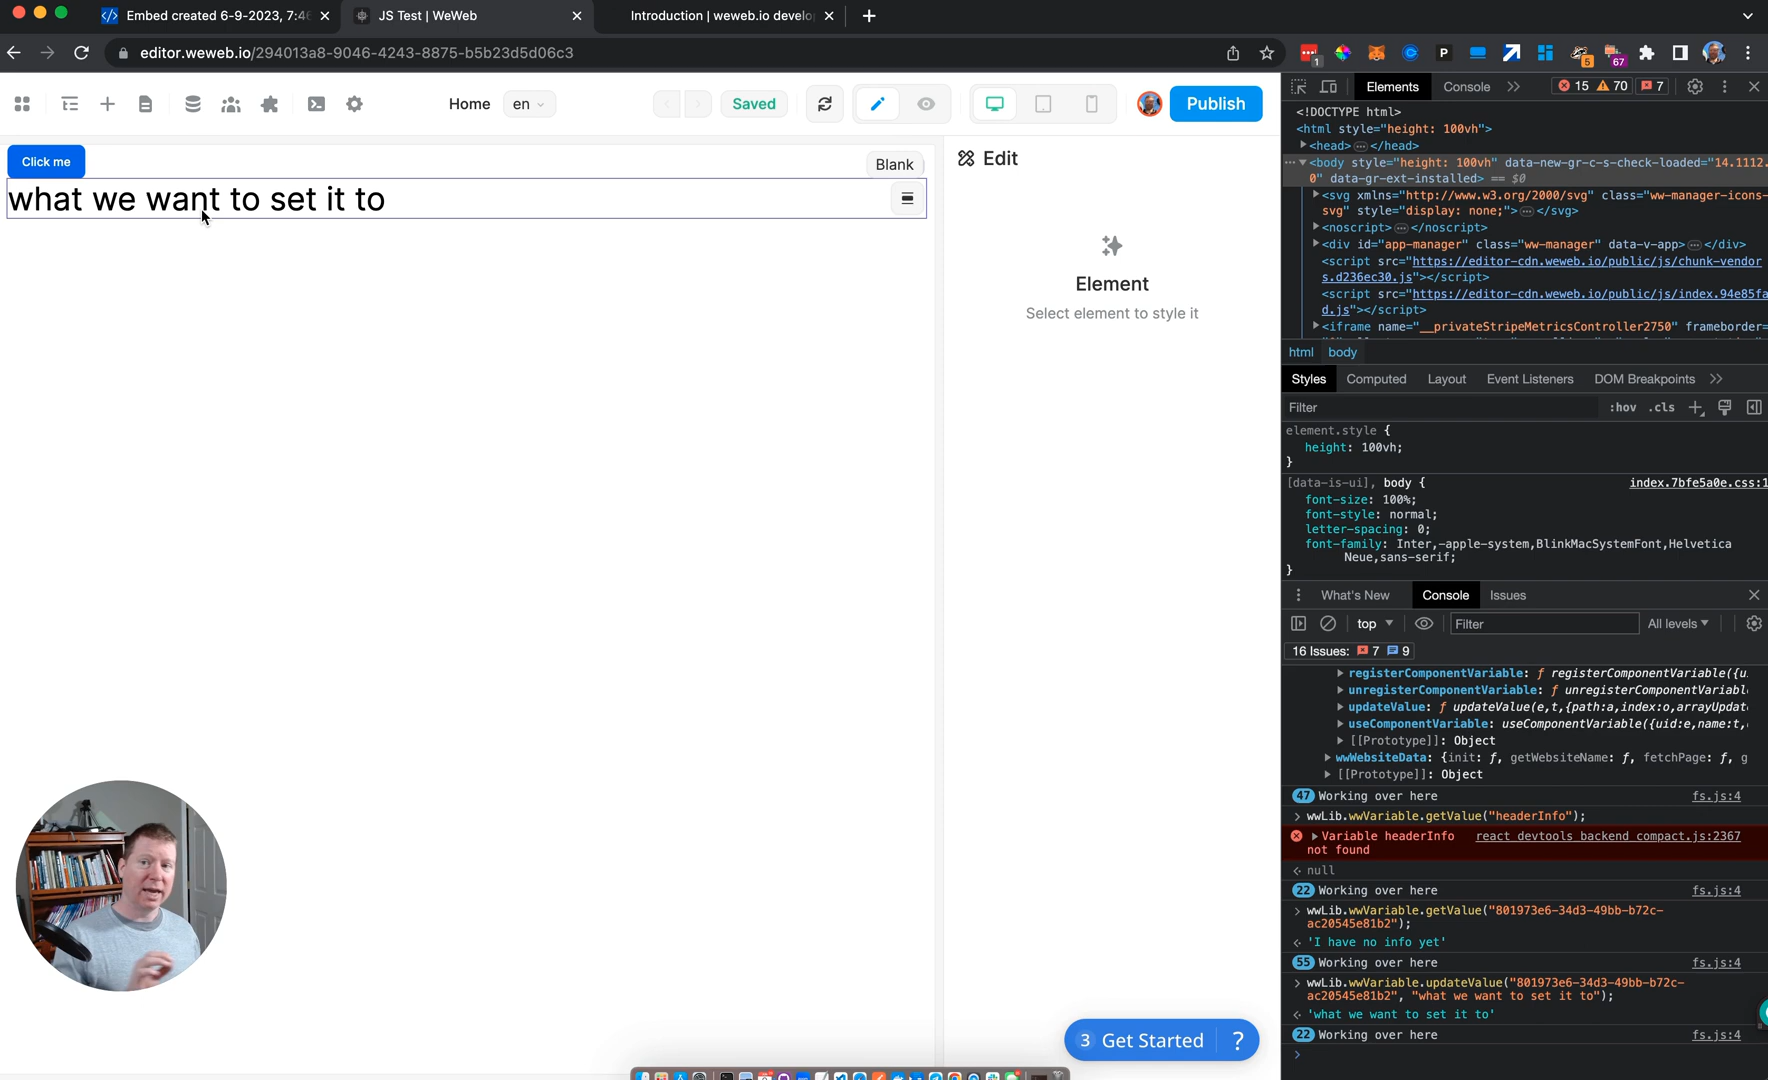 Embed created 6-9-2023, 7:46
JS Test | WeWeb
Introduction | weweb.io develo
editor.weweb.io/294013a8-9046-4243-8875-b5b23d5d06c3
1
P
5
67
Home
en
Saved
Publish
Click me
Blank
what we want to set it to
Edit
Element
Select element to style it
3 Get Started ?
Elements
Console
15
70
7
<!DOCTYPE html>
<html style="height: 100vh">
<head> </head>
<body style="height: 100vh" data-new-gr-c-s-check-loaded="14.1112.
0" data-gr-ext-installed> == $0
<svg xmlns="http://www.w3.org/2000/svg" class="ww-manager-icons-
svg" style="display: none;"> </svg>
<noscript> </noscript>
<div id="app-manager" class="ww-manager" data-v-app> </div>
<script src="https://editor-cdn.weweb.io/public/js/chunk-vendor
s.d236ec30.js"></script>
<script src="https://editor-cdn.weweb.io/public/js/index.94e85fa
d.js"></script>
<iframe name="__privateStripeMetricsController2750" frameborder=
html body
Styles Computed Layout Event Listeners DOM Breakpoints
Filter
:hov .cls
element.style {
height: 100vh;
}
[data-is-ui], body {
index.7bfe5a0e.css:1
font-size: 100%;
font-style: normal;
letter-spacing: 0;
font-family: Inter,-apple-system,BlinkMacSystemFont,Helvetica
Neue,sans-serif;
}
What's New
Console
Issues
top
Filter
All levels
16 Issues: 7 9
registerComponentVariable: ƒ registerComponentVariable({u
unregisterComponentVariable: ƒ unregisterComponentVariabl
updateValue: ƒ updateValue(e,t,{path:a,index:o,arrayUpdat
useComponentVariable: useComponentVariable({uid:e,name:t,
[[Prototype]]: Object
wwWebsiteData: {init: ƒ, getWebsiteName: ƒ, fetchPage: ƒ, g
[[Prototype]]: Object
47 Working over here fs.js:4
wwLib.wwVariable.getValue("headerInfo");
Variable headerInfo react_devtools_backend_compact.js:2367
not found
null
22 Working over here fs.js:4
wwLib.wwVariable.getValue("801973e6-34d3-49bb-b72c-
ac20545e81b2");
'I have no info yet'
55 Working over here fs.js:4
wwLib.wwVariable.updateValue("801973e6-34d3-49bb-b72c-
ac20545e81b2", "what we want to set it to");
'what we want to set it to'
22 Working over here fs.js:4